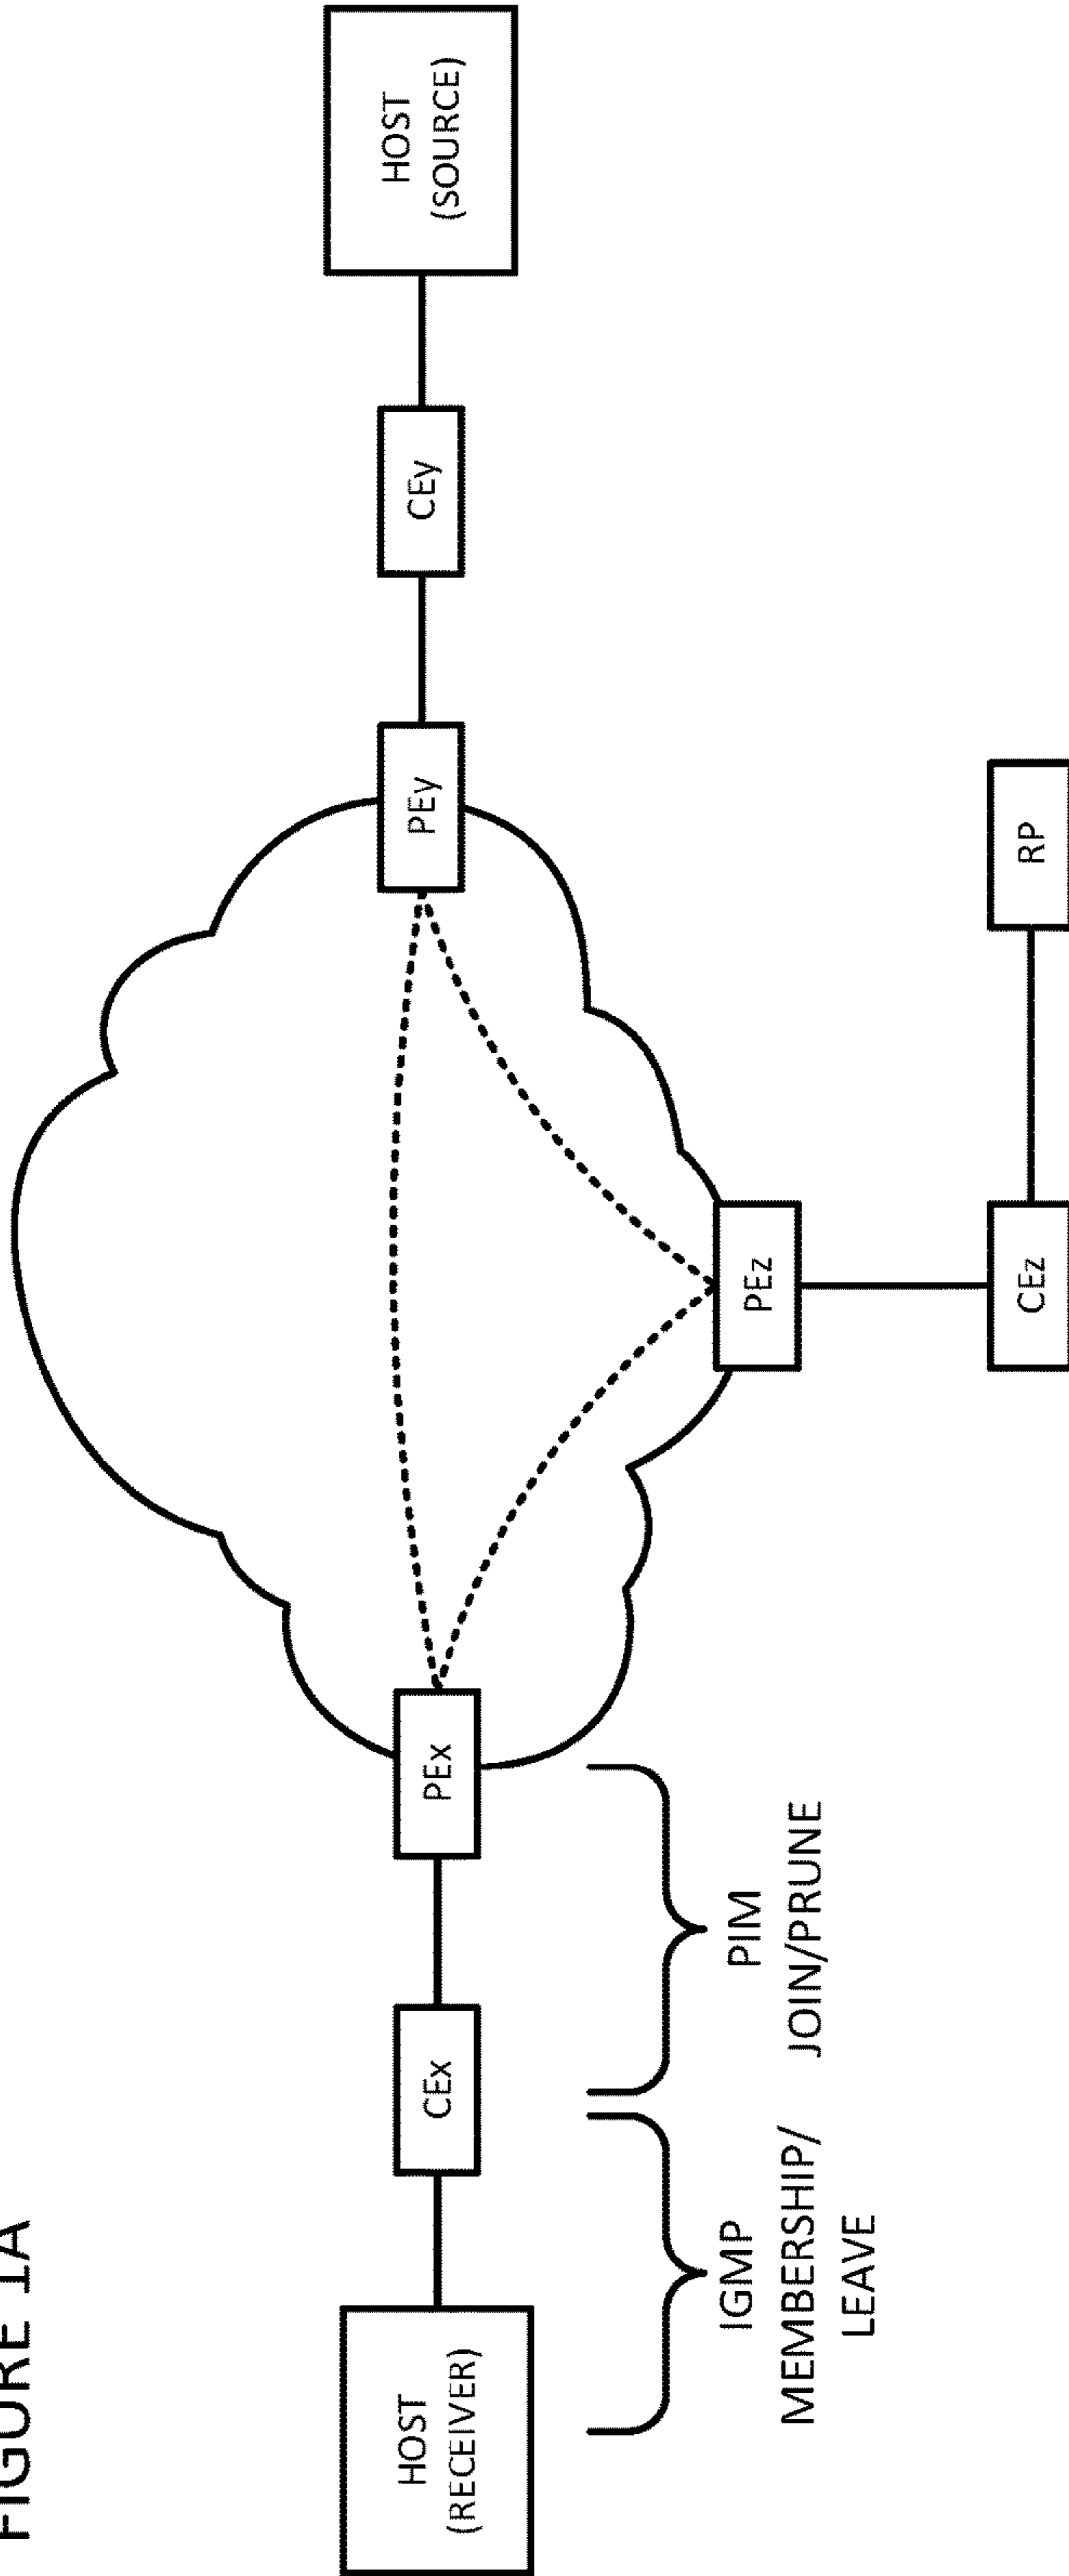 FIGURE 1A
HOST
(RECEIVER)
CEx
PEx
PEy
CEy
HOST
(SOURCE)
PEz
CEz
RP
IGMP
MEMBERSHIP/
LEAVE
PIM
JOIN/PRUNE